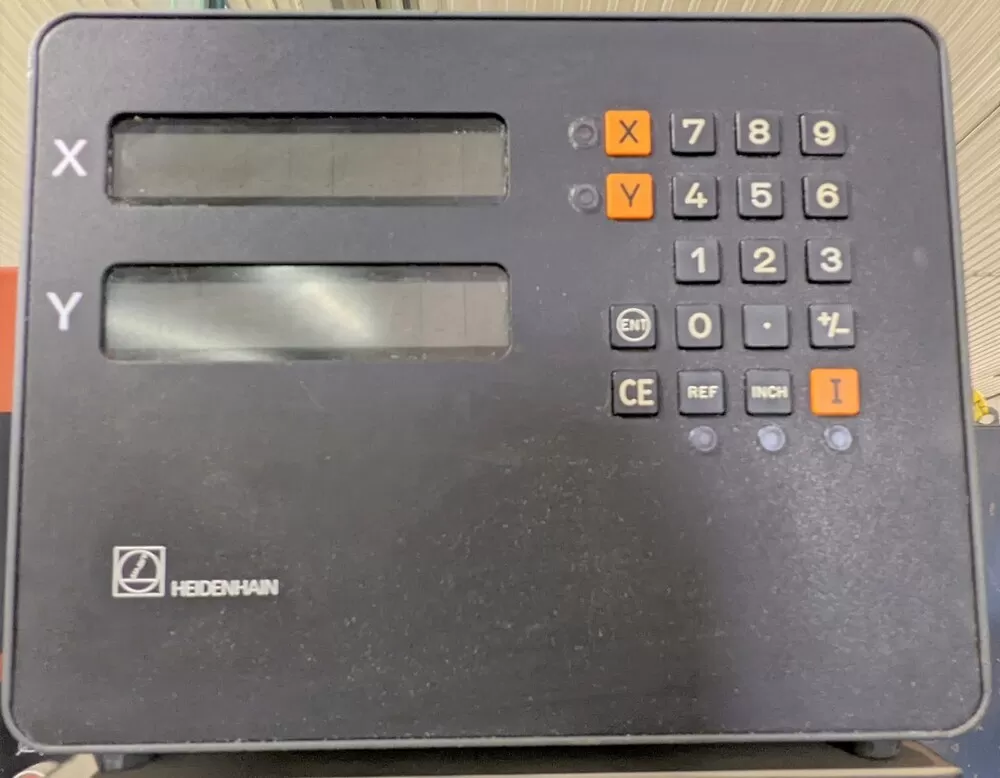 X
Y
X 7 8 9
Y 4 5 6
1 2 3
ENT 0 . +/-
CE REF INCH I
HEIDENHAIN